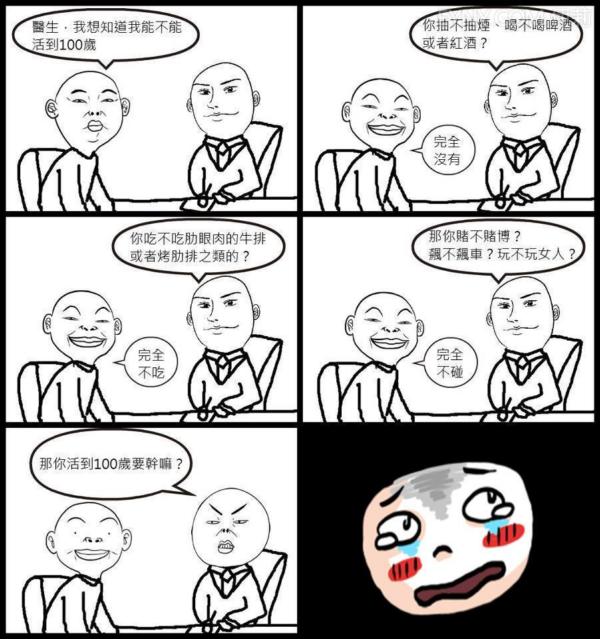 醫生,我想知道我能不能
活到100歲
你抽不抽煙、喝不喝啤酒
或者紅酒?
完全
沒有
你吃不吃肋眼肉的牛排
或者烤肋排之類的?
完全
不吃
那你賭不賭博?
飆不飆車?玩不玩女人?
完全
不碰
那你活到100歲要幹嘛?